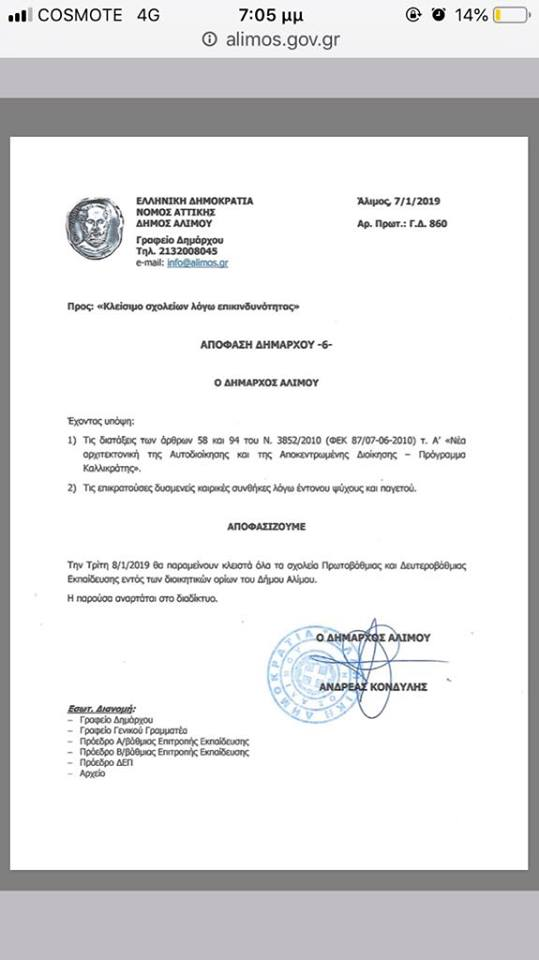 COSMOTE 4G 7:05 μμ 14%
alimos.gov.gr
ΕΛΛΗΝΙΚΗ ΔΗΜΟΚΡΑΤΙΑ
ΝΟΜΟΣ ΑΤΤΙΚΗΣ
ΔΗΜΟΣ ΑΛΙΜΟΥ
Γραφείο Δημάρχου
Τηλ. 2132008045
e-mail: info@alimos.gr
Άλιμος, 7/1/2019
Αρ. Πρωτ.: Γ.Δ. 860
Προς: «Κλείσιμο σχολείων λόγω επικινδυνότητας»
ΑΠΟΦΑΣΗ ΔΗΜΑΡΧΟΥ -6-
Ο ΔΗΜΑΡΧΟΣ ΑΛΙΜΟΥ
Έχοντας υπόψη:
1) Τις διατάξεις των άρθρων 58 και 94 του Ν. 3852/2010 (ΦΕΚ 87/07-06-2010) τ. Α' «Νέα
αρχιτεκτονική της Αυτοδιοίκησης και της Αποκεντρωμένης Διοίκησης – Πρόγραμμα
Καλλικράτης».
2) Τις επικρατούσες δυσμενείς καιρικές συνθήκες λόγω έντονου ψύχους και παγετού.
ΑΠΟΦΑΣΙΖΟΥΜΕ
Την Τρίτη 8/1/2019 θα παραμείνουν κλειστά όλα τα σχολεία Πρωτοβάθμιας και Δευτεροβάθμιας
Εκπαίδευσης εντός των διοικητικών ορίων του Δήμου Αλίμου.
Η παρούσα αναρτάται στο διαδίκτυο.
Ο ΔΗΜΑΡΧΟΣ ΑΛΙΜΟΥ
ΑΝΔΡΕΑΣ ΚΟΝΔΥΛΗΣ
Εσωτ. Διανομή:
– Γραφείο Δημάρχου
– Γραφείο Γενικού Γραμματέα
– Πρόεδρο Α/βάθμιας Επιτροπής Εκπαίδευσης
– Πρόεδρο Β/βάθμιας Επιτροπής Εκπαίδευσης
– Πρόεδρο ΔΕΠ
– Αρχείο